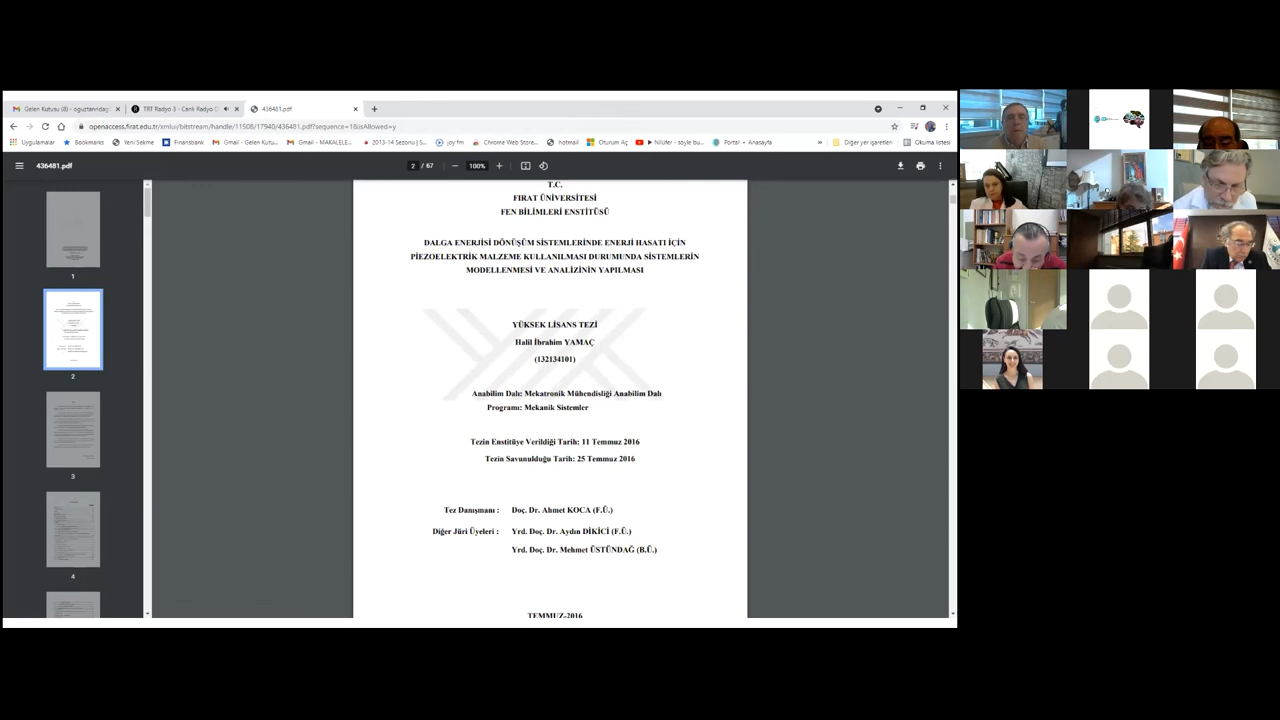 Gelen Kutusu (8) - oguztanrıdag
TRT Radyo 3 - Canlı Radyo D
436481.pdf
openaccess.firat.edu.tr/xmlui/bitstream/handle/11508/17940/436481.pdf?sequence=1&isAllowed=y
Uygulamalar
Bookmarks
Yeni Sekme
Finansbank
Gmail - Gelen Kutu...
Gmail - MAKALELE...
2013-14 Sezonu | S...
joy fm
Chrome Web Store...
hotmail
Oturum Aç
Nilüfer - söyle bu...
Portal • Anasayfa
»
Diğer yer işaretleri
Okuma listesi
436481.pdf
2 / 67
100%
1
2
3
4
T.C.
FIRAT ÜNİVERSİTESİ
FEN BİLİMLERİ ENSTİTÜSÜ
DALGA ENERJİSİ DÖNÜŞÜM SİSTEMLERİNDE ENERJİ HASATI İÇİN
PİEZOELEKTRİK MALZEME KULLANILMASI DURUMUNDA SİSTEMLERİN
MODELLENMESİ VE ANALİZİNİN YAPILMASI
YÜKSEK LİSANS TEZİ
Halil İbrahim YAMAÇ
(132134101)
Anabilim Dalı: Mekatronik Mühendisliği Anabilim Dalı
Programı: Mekanik Sistemler
Tezin Enstitüye Verildiği Tarih: 11 Temmuz 2016
Tezin Savunulduğu Tarih: 25 Temmuz 2016
Tez Danışmanı : Doç. Dr. Ahmet KOCA (F.Ü.)
Diğer Jüri Üyeleri : Yrd. Doç. Dr. Aydın DİKİCİ (F.Ü.)
Yrd. Doç. Dr. Mehmet ÜSTÜNDAĞ (B.Ü.)
TEMMUZ-2016